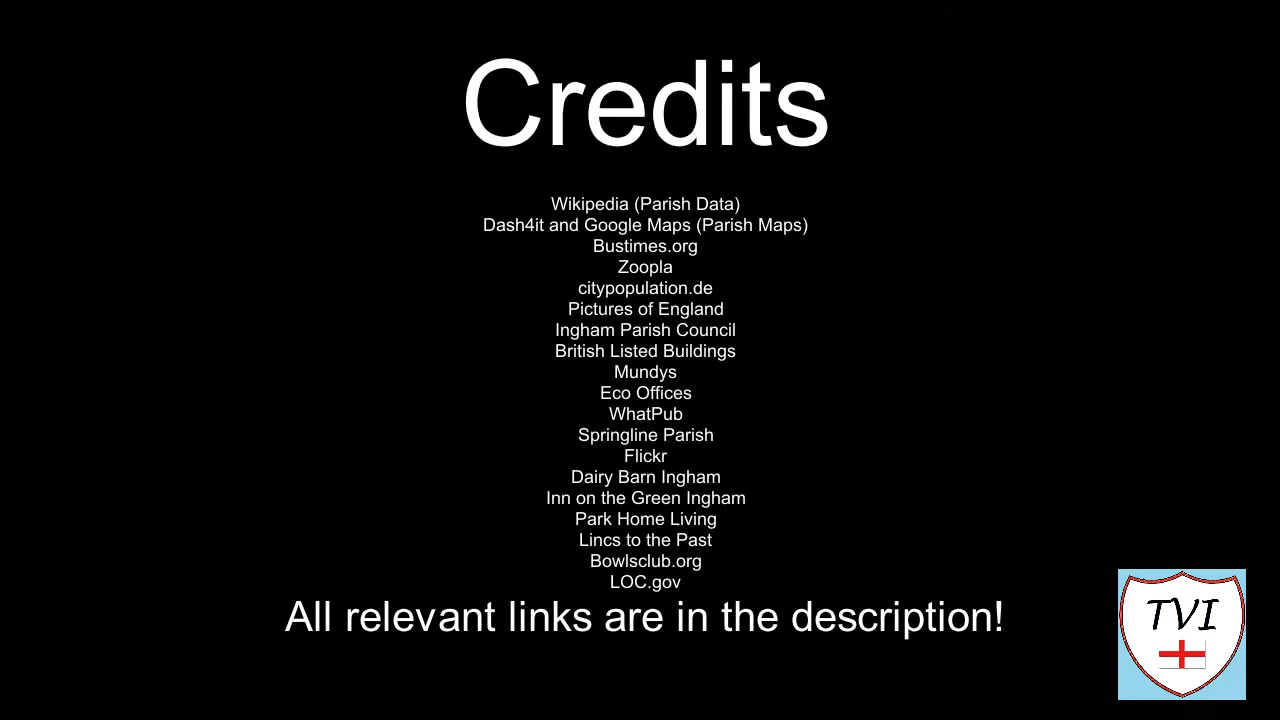 Credits
Wikipedia (Parish Data)
Dash4it and Google Maps (Parish Maps)
Bustimes.org
Zoopla
citypopulation.de
Pictures of England
Ingham Parish Council
British Listed Buildings
Mundys
Eco Offices
WhatPub
Springline Parish
Flickr
Dairy Barn Ingham
Inn on the Green Ingham
Park Home Living
Lincs to the Past
Bowlsclub.org
LOC.gov
All relevant links are in the description!
TVI